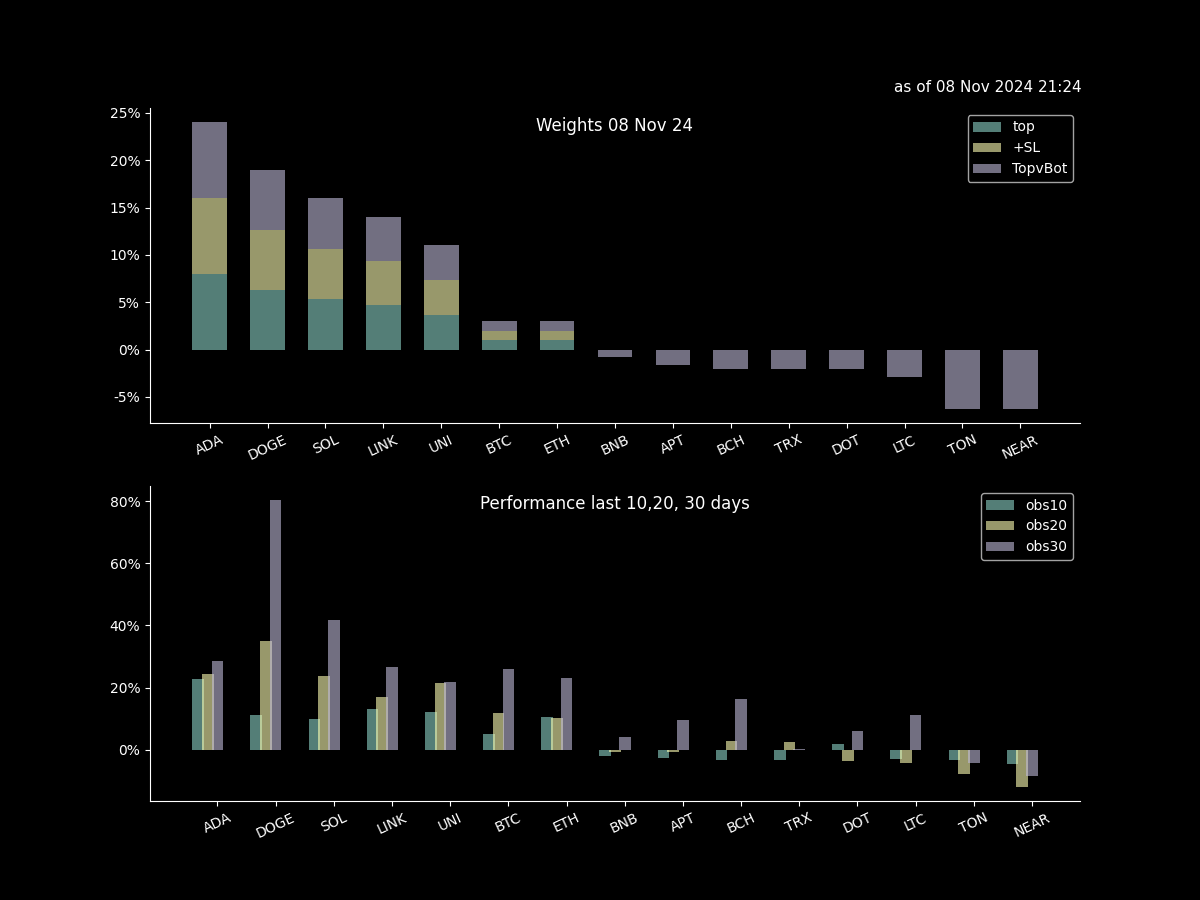 as of 08 Nov 2024 21:24
Weights 08 Nov 24
25%
20%
15%
10%
5%
0%
-5%
top
+SL
TopvBot
ADA DOGE SOL LINK UNI BTC ETH BNB APT BCH TRX DOT LTC TON NEAR
Performance last 10,20, 30 days
80%
60%
40%
20%
0%
obs10
obs20
obs30
ADA DOGE SOL LINK UNI BTC ETH BNB APT BCH TRX DOT LTC TON NEAR